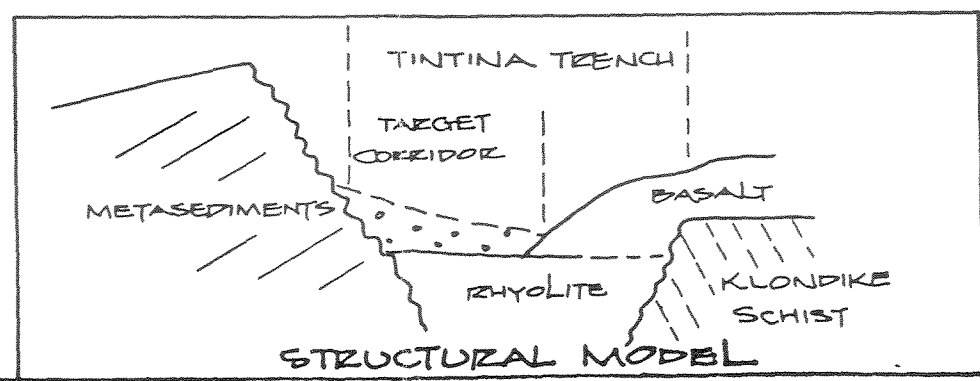 TINTINA TRENCH
TARGET
CORRIDOR
BASALT
METASEDIMENTS
KLONDIKE
SCHIST
RHYOLITE
STRUCTURAL MODEL